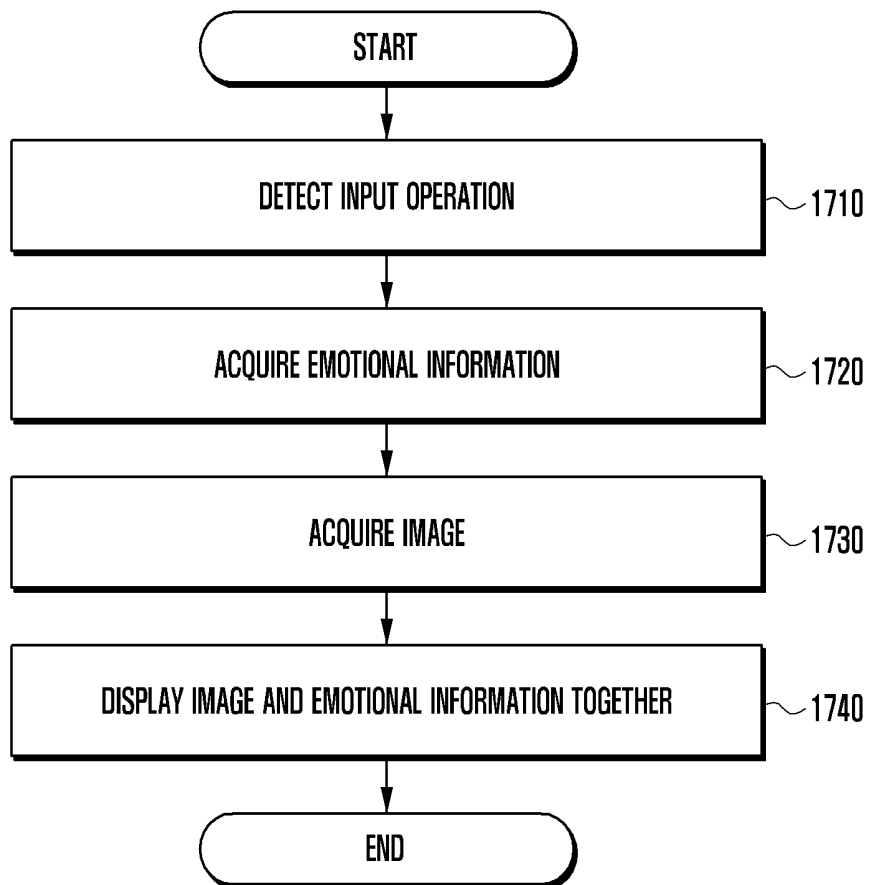 START
DETECT INPUT OPERATION
1710
ACQUIRE EMOTIONAL INFORMATION
1720
ACQUIRE IMAGE
1730
DISPLAY IMAGE AND EMOTIONAL INFORMATION TOGETHER
1740
END